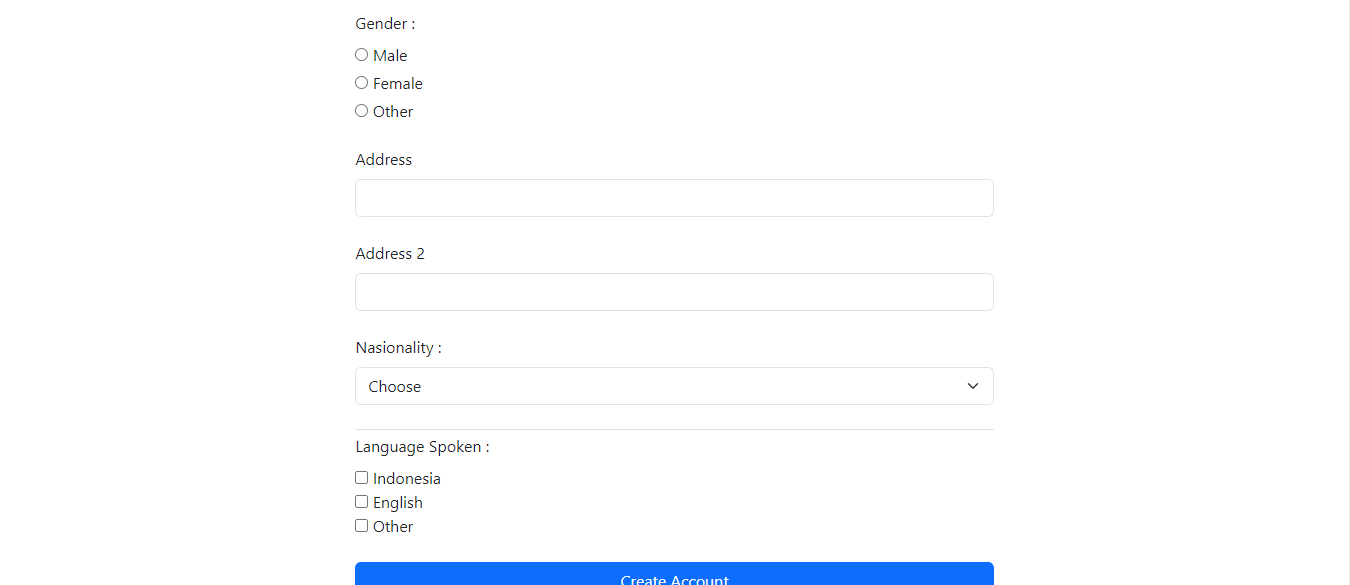 Gender :
Male
Female
Other
Address
Address 2
Nasionality :
Choose
Language Spoken :
Indonesia
English
Other
Create Account